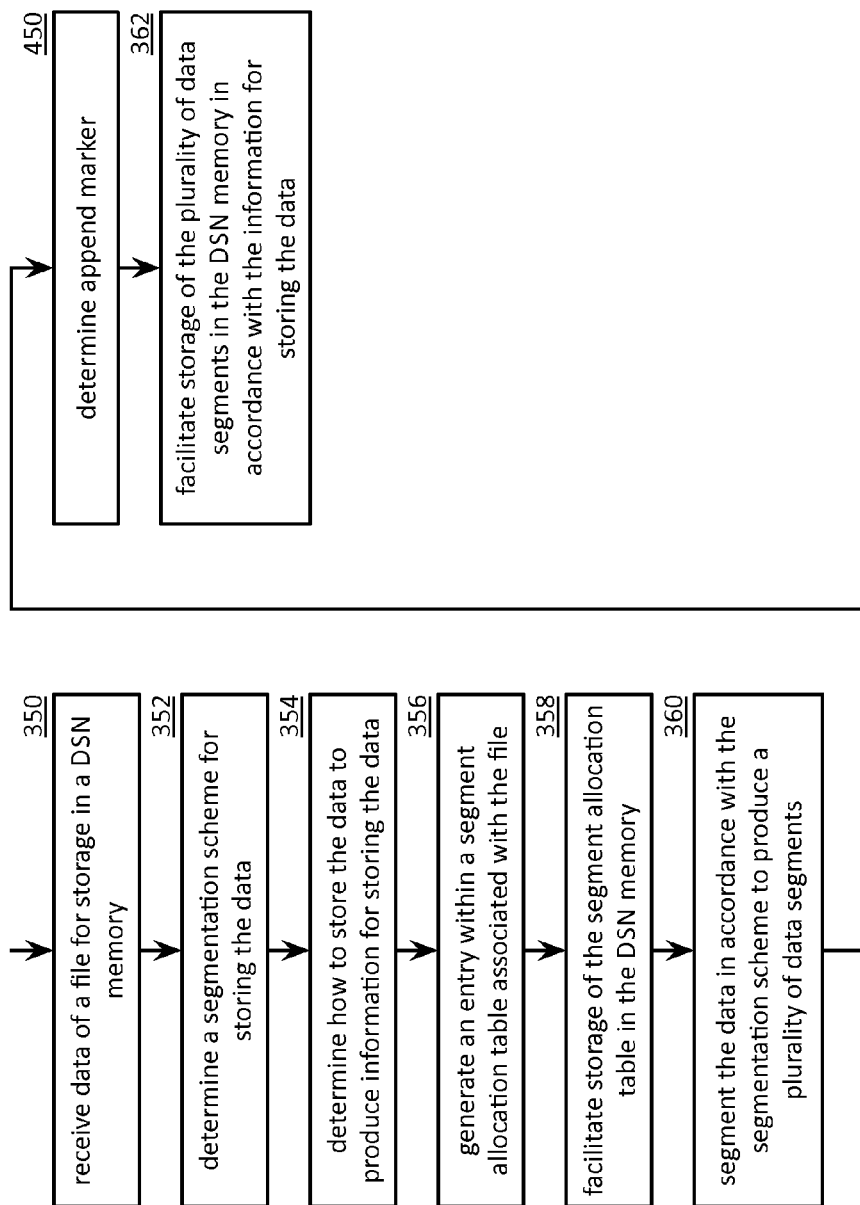 350
receive data of a file for storage in a DSN
memory
352
determine a segmentation scheme for
storing the data
354
determine how to store the data to
produce information for storing the data
356
generate an entry within a segment
allocation table associated with the file
358
facilitate storage of the segment allocation
table in the DSN memory
360
segment the data in accordance with the
segmentation scheme to produce a
plurality of data segments
450
determine append marker
362
facilitate storage of the plurality of data
segments in the DSN memory in
accordance with the information for
storing the data